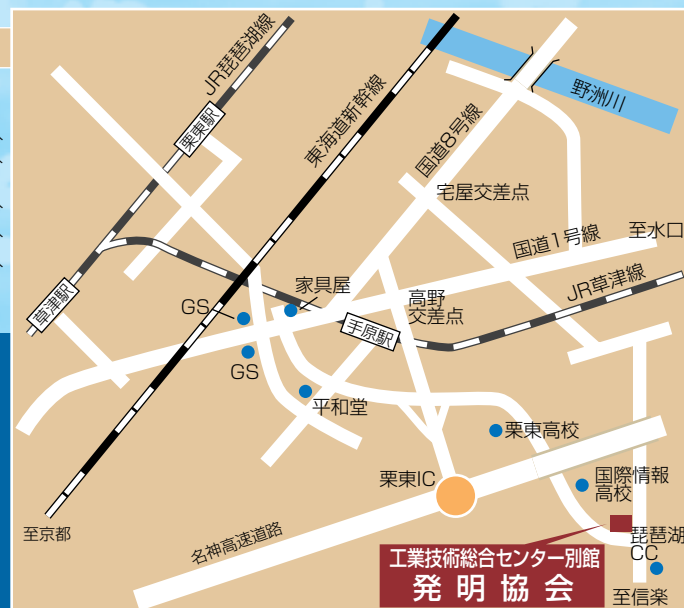 JR琵琶湖線
栗東駅
東海道新幹線
国道8号線
野洲川
宅屋交差点
国道1号線
至水口
JR草津線
草津駅
家具屋
GS
高野
交差点
手原駅
GS
平和堂
栗東高校
栗東IC
国際情報
高校
至京都
名神高速道路
琵琶湖
CC
工業技術総合センター別館
発明協会
至信楽